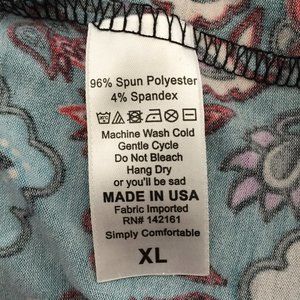 96% Spun Polyester
4% Spandex
Machine Wash Cold
Gentle Cycle
Do Not Bleach
Hang Dry
or you'll be sad
MADE IN USA
Fabric Imported
RN# 142161
Simply Comfortable
XL